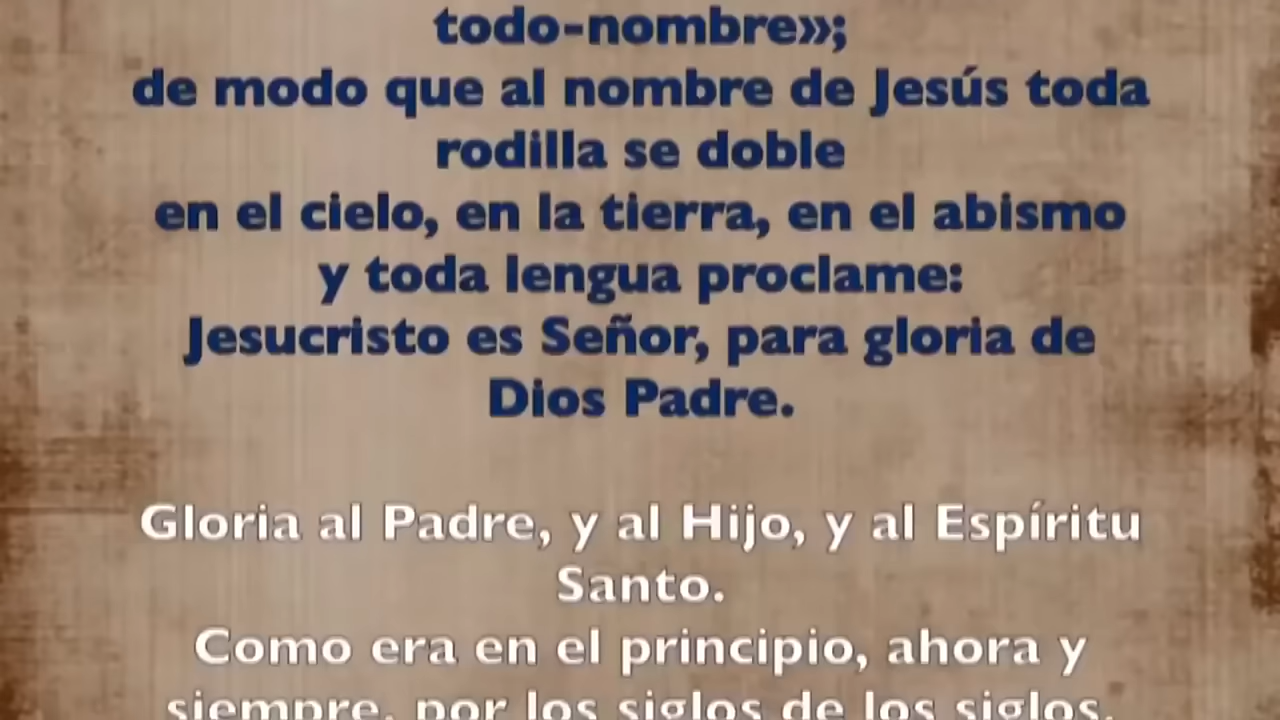 todo-nombre»;
de modo que al nombre de Jesús toda
rodilla se doble
en el cielo, en la tierra, en el abismo
y toda lengua proclame:
Jesucristo es Señor, para gloria de
Dios Padre.
Gloria al Padre, y al Hijo, y al Espíritu
Santo.
Como era en el principio, ahora y
siempre, por los siglos de los siglos.